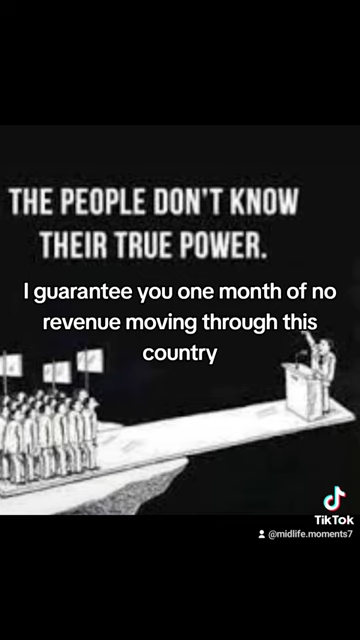 THE PEOPLE DON'T KNOW
THEIR TRUE POWER.
I guarantee you one month of no
revenue moving through this
country
TikTok
@midlife.moments7